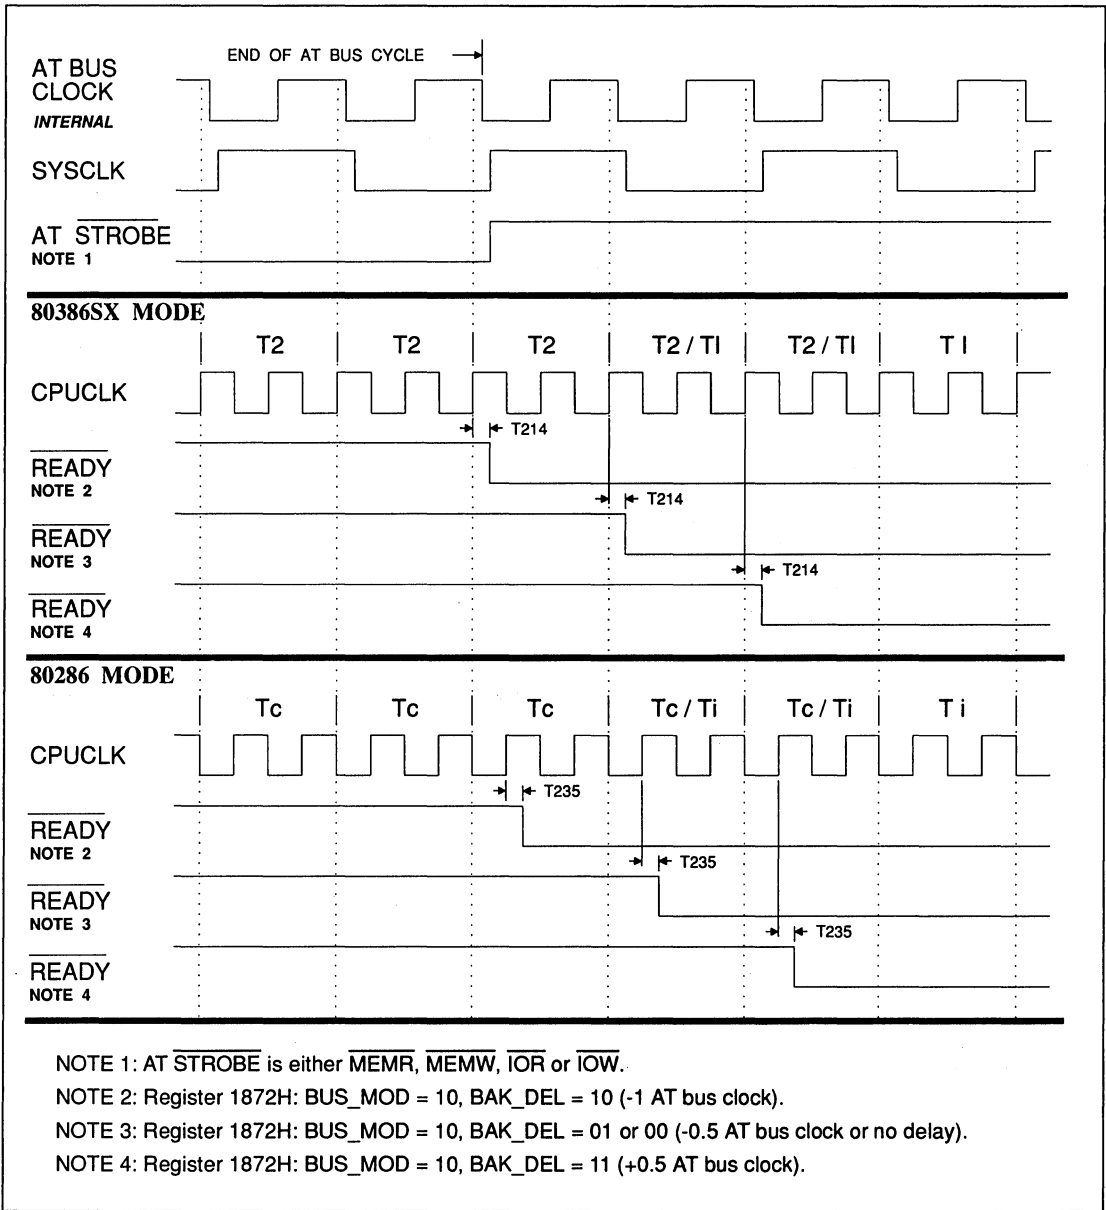 END OF AT BUS CYCLE
AT BUS
CLOCK
INTERNAL
SYSCLK
AT STROBE
NOTE 1
80386SX MODE
T2 T2 T2 T2 / TI T2 / TI T I
CPUCLK
T214
READY
NOTE 2
T214
READY
NOTE 3
T214
READY
NOTE 4
80286 MODE
Tc Tc Tc Tc / Ti Tc / Ti T i
CPUCLK
T235
READY
NOTE 2
T235
READY
NOTE 3
T235
READY
NOTE 4
NOTE 1: AT STROBE is either MEMR, MEMW, IOR or IOW.
NOTE 2: Register 1872H: BUS_MOD = 10, BAK_DEL = 10 (-1 AT bus clock).
NOTE 3: Register 1872H: BUS_MOD = 10, BAK_DEL = 01 or 00 (-0.5 AT bus clock or no delay).
NOTE 4: Register 1872H: BUS_MOD = 10, BAK_DEL = 11 (+0.5 AT bus clock).